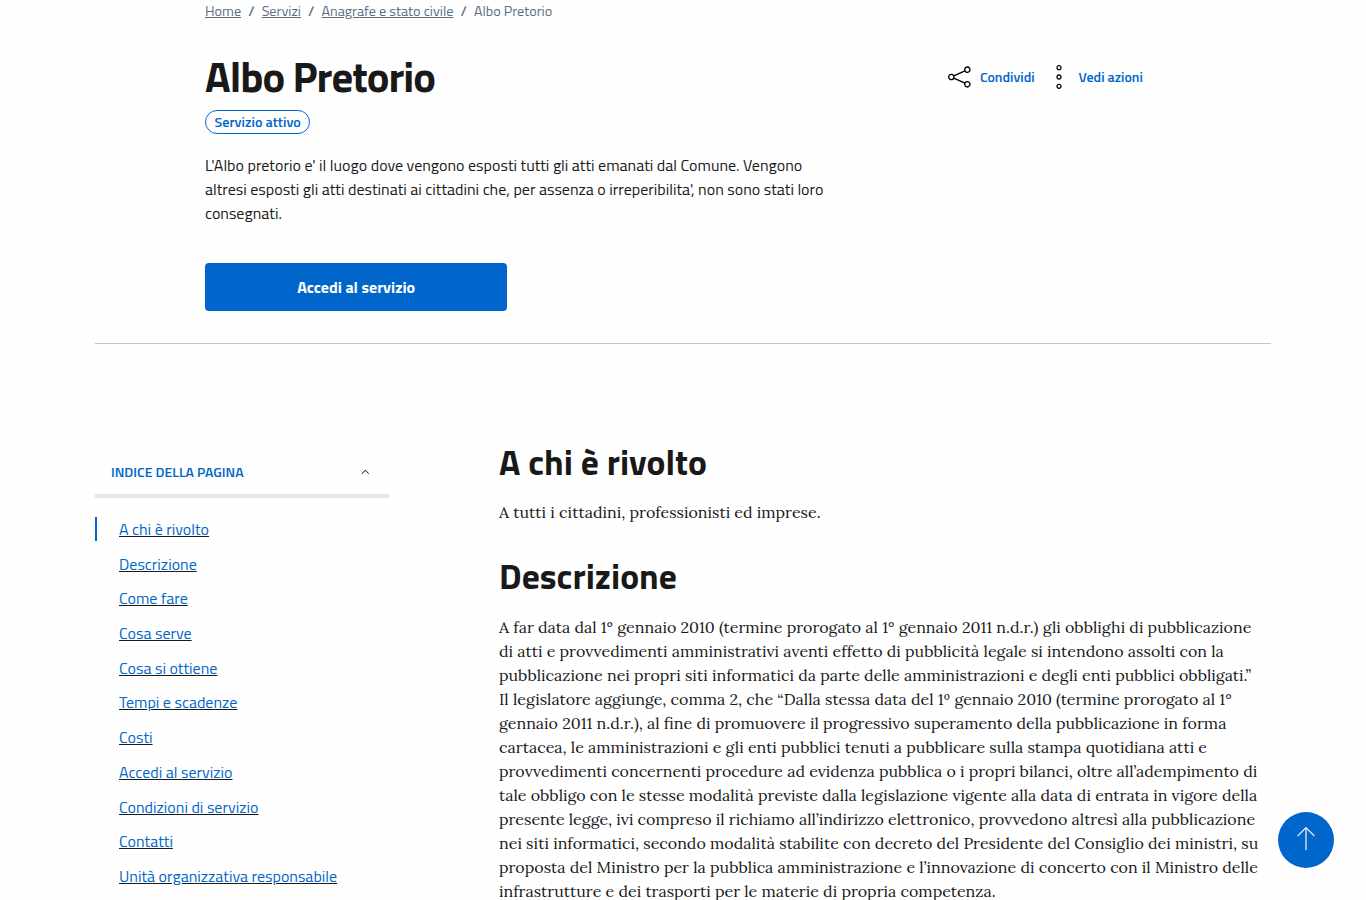 Home / Servizi / Anagrafe e stato civile / Albo Pretorio
Albo Pretorio
Condividi
Vedi azioni
Servizio attivo
L'Albo pretorio e' il luogo dove vengono esposti tutti gli atti emanati dal Comune. Vengono
altresi esposti gli atti destinati ai cittadini che, per assenza o irreperibilita', non sono stati loro
consegnati.
Accedi al servizio
INDICE DELLA PAGINA
A chi è rivolto
Descrizione
Come fare
Cosa serve
Cosa si ottiene
Tempi e scadenze
Costi
Accedi al servizio
Condizioni di servizio
Contatti
Unità organizzativa responsabile
A chi è rivolto
A tutti i cittadini, professionisti ed imprese.
Descrizione
A far data dal 1° gennaio 2010 (termine prorogato al 1° gennaio 2011 n.d.r.) gli obblighi di pubblicazione
di atti e provvedimenti amministrativi aventi effetto di pubblicità legale si intendono assolti con la
pubblicazione nei propri siti informatici da parte delle amministrazioni e degli enti pubblici obbligati.”
Il legislatore aggiunge, comma 2, che “Dalla stessa data del 1° gennaio 2010 (termine prorogato al 1°
gennaio 2011 n.d.r.), al fine di promuovere il progressivo superamento della pubblicazione in forma
cartacea, le amministrazioni e gli enti pubblici tenuti a pubblicare sulla stampa quotidiana atti e
provvedimenti concernenti procedure ad evidenza pubblica o i propri bilanci, oltre all’adempimento di
tale obbligo con le stesse modalità previste dalla legislazione vigente alla data di entrata in vigore della
presente legge, ivi compreso il richiamo all’indirizzo elettronico, provvedono altresì alla pubblicazione
nei siti informatici, secondo modalità stabilite con decreto del Presidente del Consiglio dei ministri, su
proposta del Ministro per la pubblica amministrazione e l’innovazione di concerto con il Ministro delle
infrastrutture e dei trasporti per le materie di propria competenza.